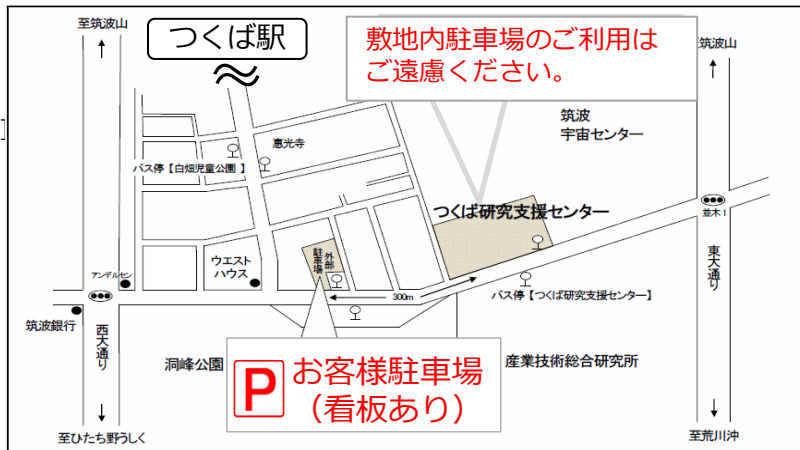 至筑波山
つくば駅
敷地内駐車場のご利用は
ご遠慮ください。
至筑波山
筑波
宇宙センター
恵光寺
バス停【白畑児童公園 】
つくば研究支援センター
並木1
ウエスト
ハウス
外部
駐車場
アンデルセン
東大通り
300m
バス停【つくば研究支援センター】
筑波銀行
西大通り
洞峰公園
P
お客様駐車場
（看板あり）
産業技術総合研究所
至ひたち野うしく
至荒川沖